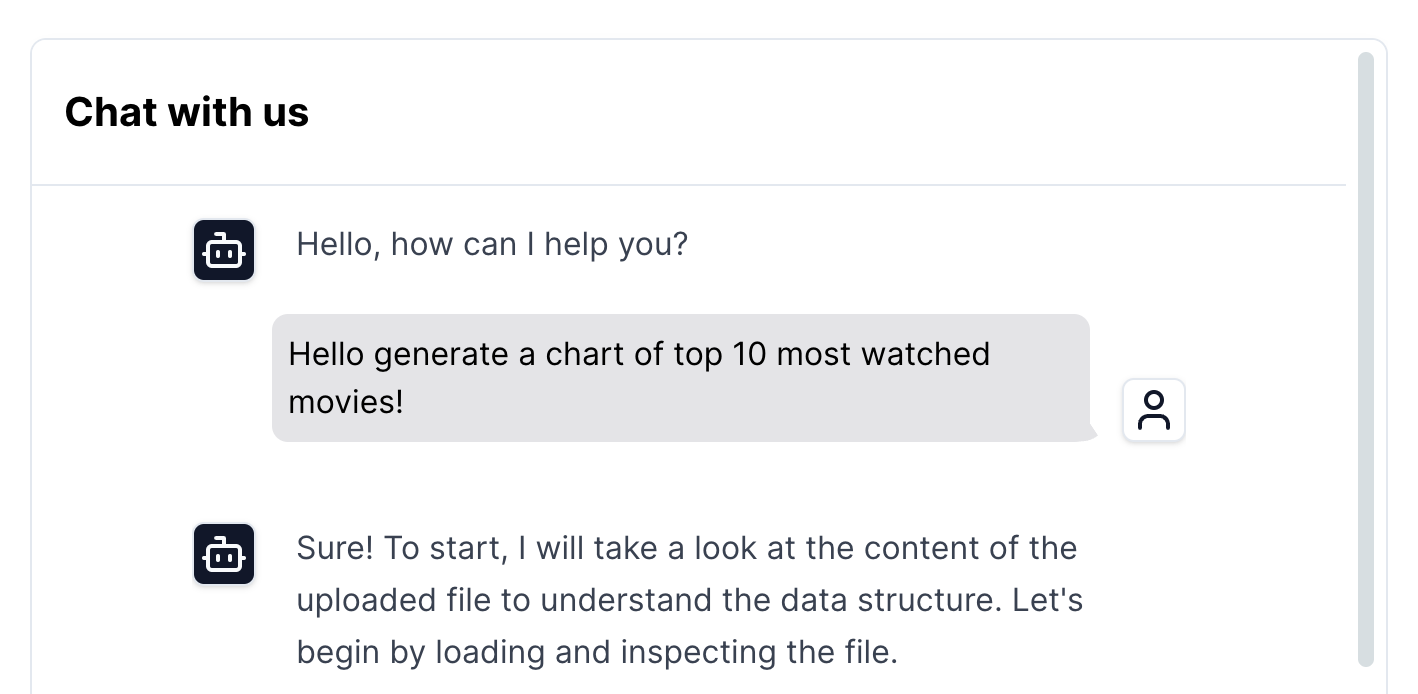 Chat with us
Hello, how can I help you?
Hello generate a chart of top 10 most watched
movies!
Sure! To start, I will take a look at the content of the
uploaded file to understand the data structure. Let's
begin by loading and inspecting the file.